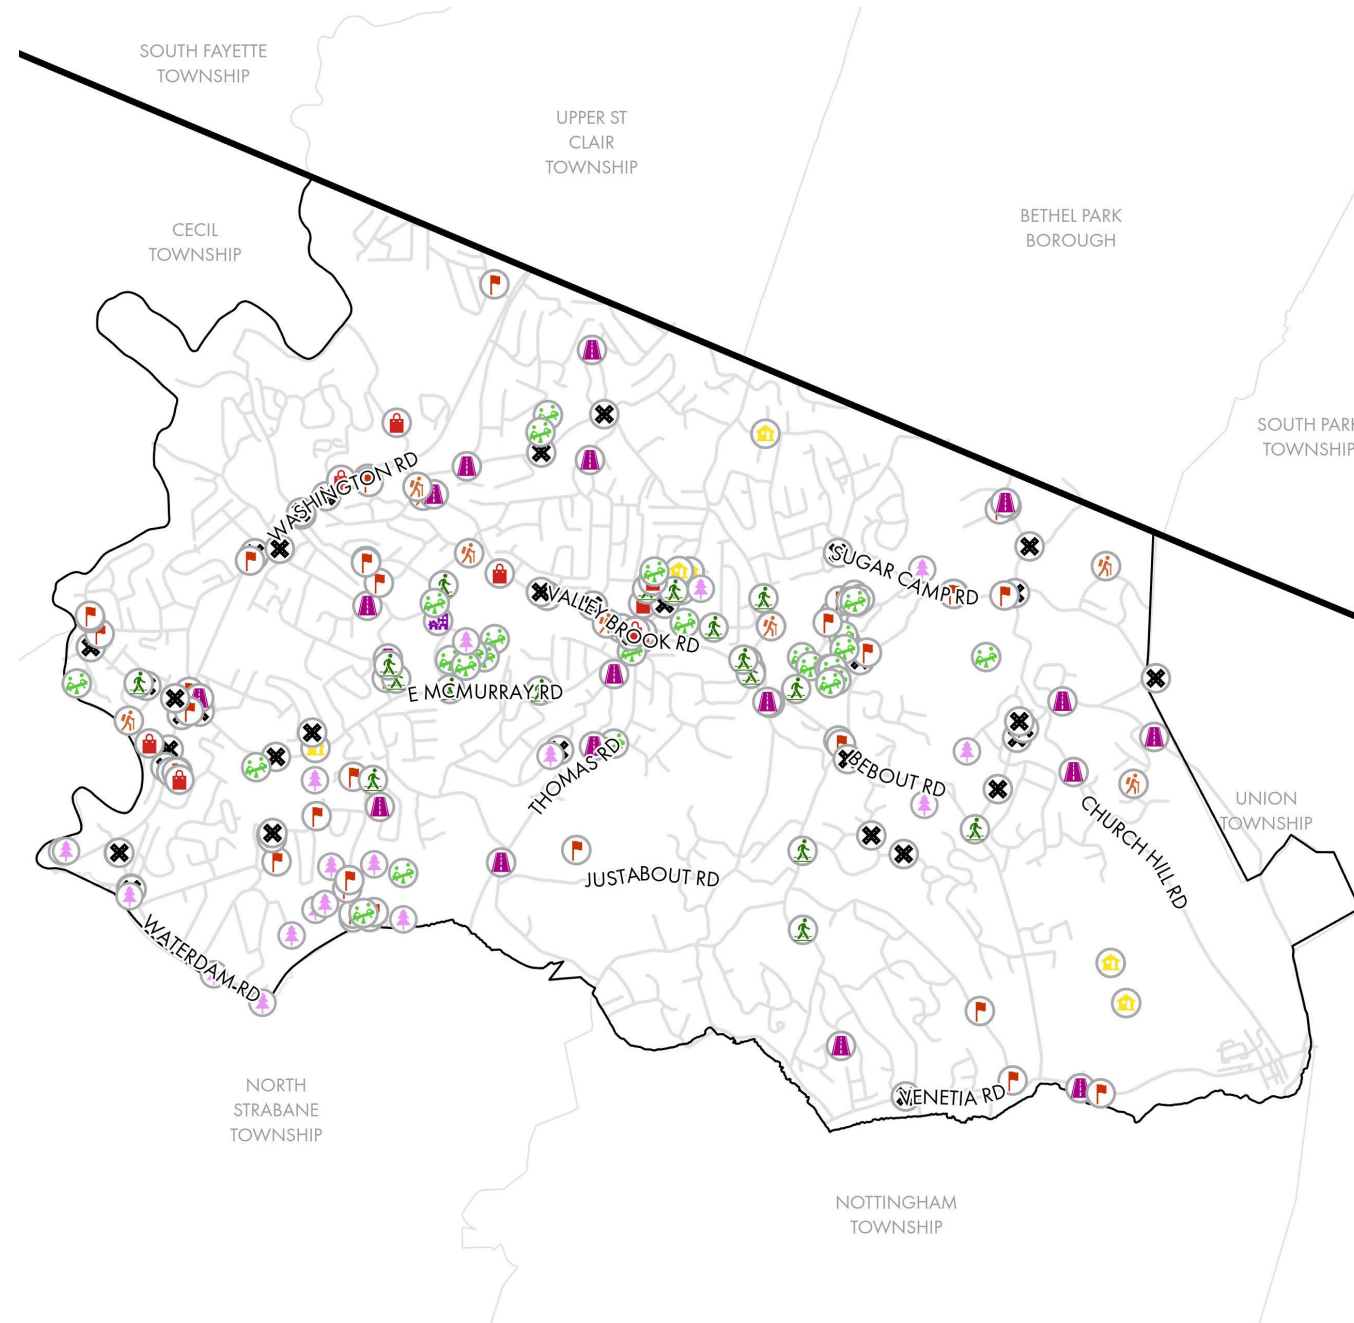 SOUTH FAYETTE
TOWNSHIP
UPPER ST
CLAIR
TOWNSHIP
CECIL
TOWNSHIP
BETHEL PARK
BOROUGH
SOUTH PARK
TOWNSHIP
WASHINGTON RD
SUGAR CAMP RD
VALLEY BROOK RD
E MCMURRAY RD
THOMAS RD
BEBOUT RD
CHURCH HILL RD
UNION
TOWNSHIP
JUSTABOUT RD
WATERDAM RD
VENETIA RD
NORTH
STRABANE
TOWNSHIP
NOTTINGHAM
TOWNSHIP